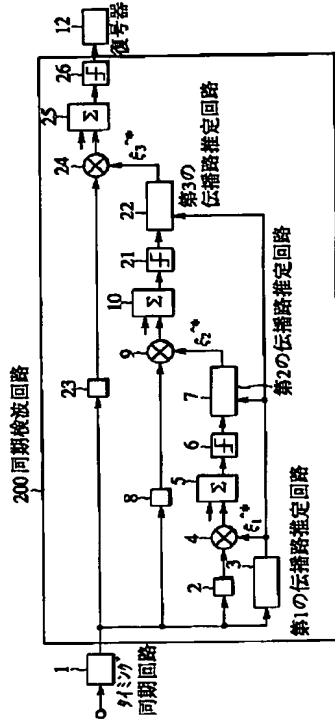 200 同期検波回路
1
タイミング
同期回路
2
3
第1の伝播路推定回路
4
ξ̃₁*
5
Σ
6
7
第2の伝播路推定回路
8
9
ξ̃₂*
10
Σ
21
22
第3の
伝播路推定回路
23
24
ξ̃₃*
25
Σ
26
12
復号器